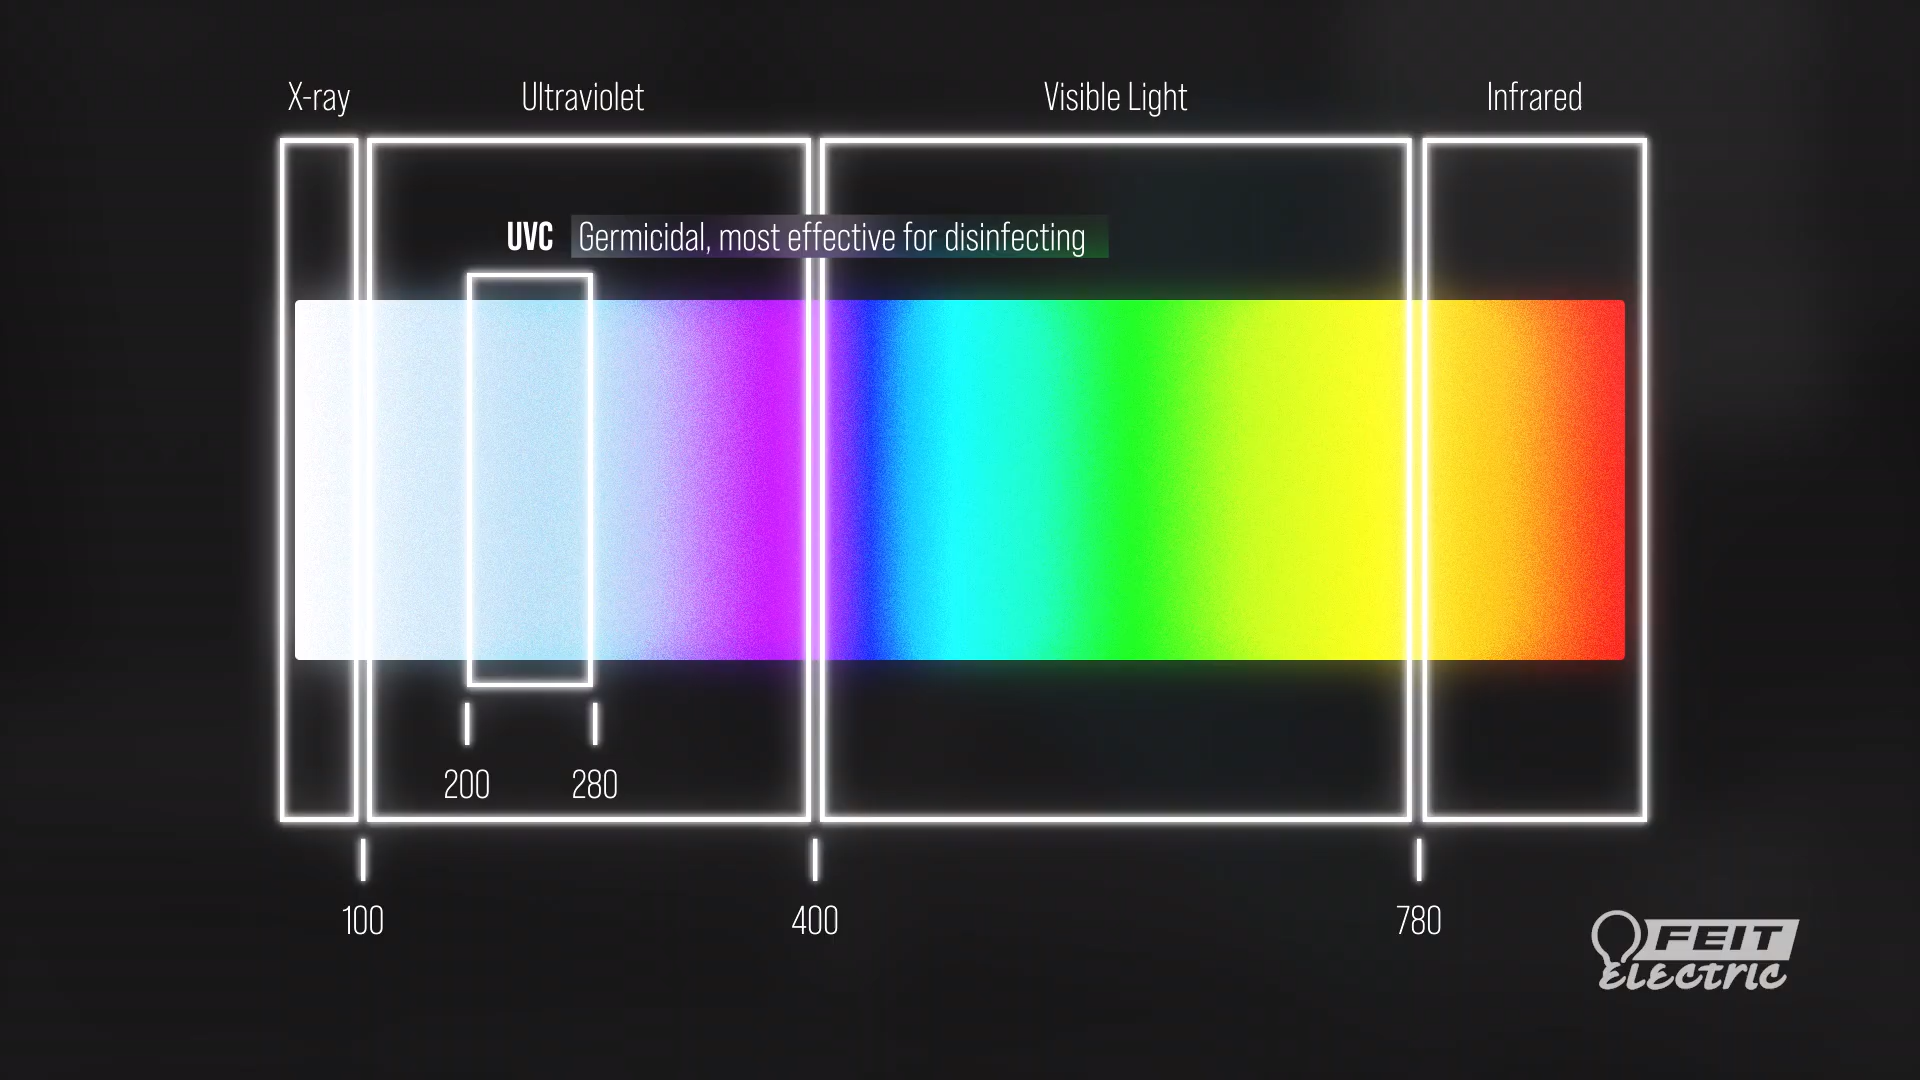 X-ray Ultraviolet Visible Light Infrared
UVC Germicidal, most effective for disinfecting
200 280
100 400 780
FEIT
ELECTRIC